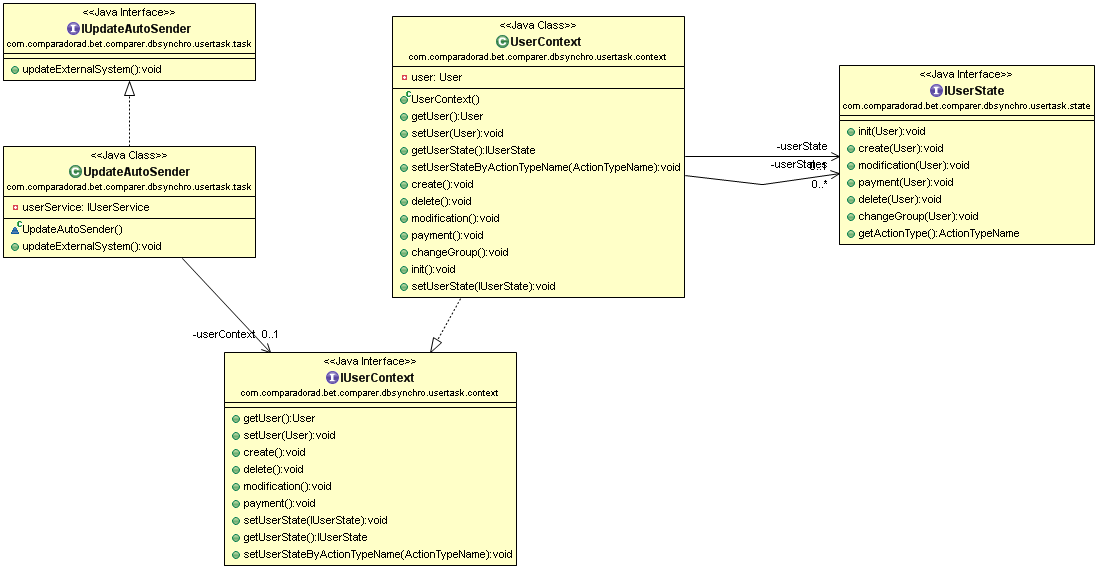 <<Java Interface>>
IUpdateAutoSender
com.comparadorad.bet.comparer.dbsynchro.usertask.task
updateExternalSystem():void
<<Java Class>>
UpdateAutoSender
com.comparadorad.bet.comparer.dbsynchro.usertask.task
userService: IUserService
UpdateAutoSender()
updateExternalSystem():void
<<Java Class>>
UserContext
com.comparadorad.bet.comparer.dbsynchro.usertask.context
user: User
UserContext()
getUser():User
setUser(User):void
getUserState():IUserState
setUserStateByActionTypeName(ActionTypeName):void
create():void
delete():void
modification():void
payment():void
changeGroup():void
init():void
setUserState(IUserState):void
-userState
0..1
-userStates
0..*
<<Java Interface>>
IUserState
com.comparadorad.bet.comparer.dbsynchro.usertask.state
init(User):void
create(User):void
modification(User):void
payment(User):void
delete(User):void
changeGroup(User):void
getActionType():ActionTypeName
-userContext 0..1
<<Java Interface>>
IUserContext
com.comparadorad.bet.comparer.dbsynchro.usertask.context
getUser():User
setUser(User):void
create():void
delete():void
modification():void
payment():void
setUserState(IUserState):void
getUserState():IUserState
setUserStateByActionTypeName(ActionTypeName):void